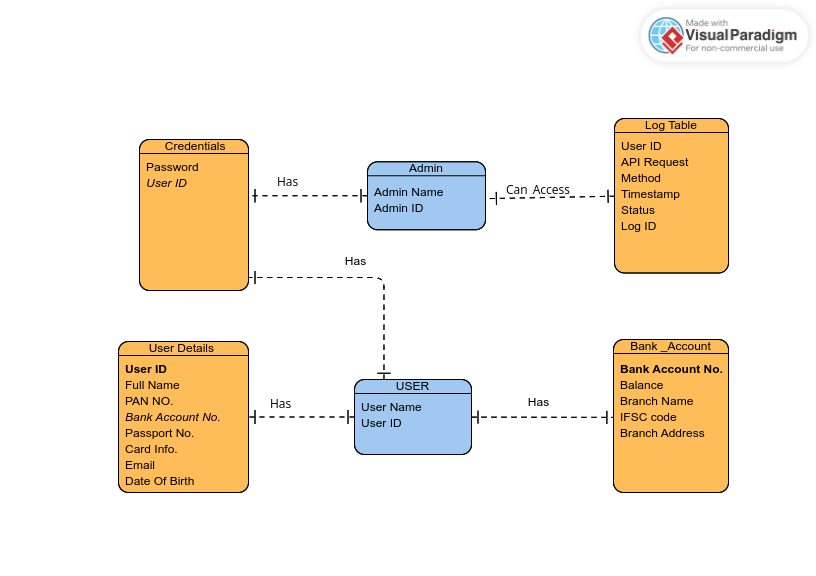 Made with
VisualParadigm
For non-commercial use
Credentials
Password
User ID
Has
Admin
Admin Name
Admin ID
Can Access
Log Table
User ID
API Request
Method
Timestamp
Status
Log ID
Has
User Details
User ID
Full Name
PAN NO.
Bank Account No.
Passport No.
Card Info.
Email
Date Of Birth
Has
USER
User Name
User ID
Has
Bank _Account
Bank Account No.
Balance
Branch Name
IFSC code
Branch Address